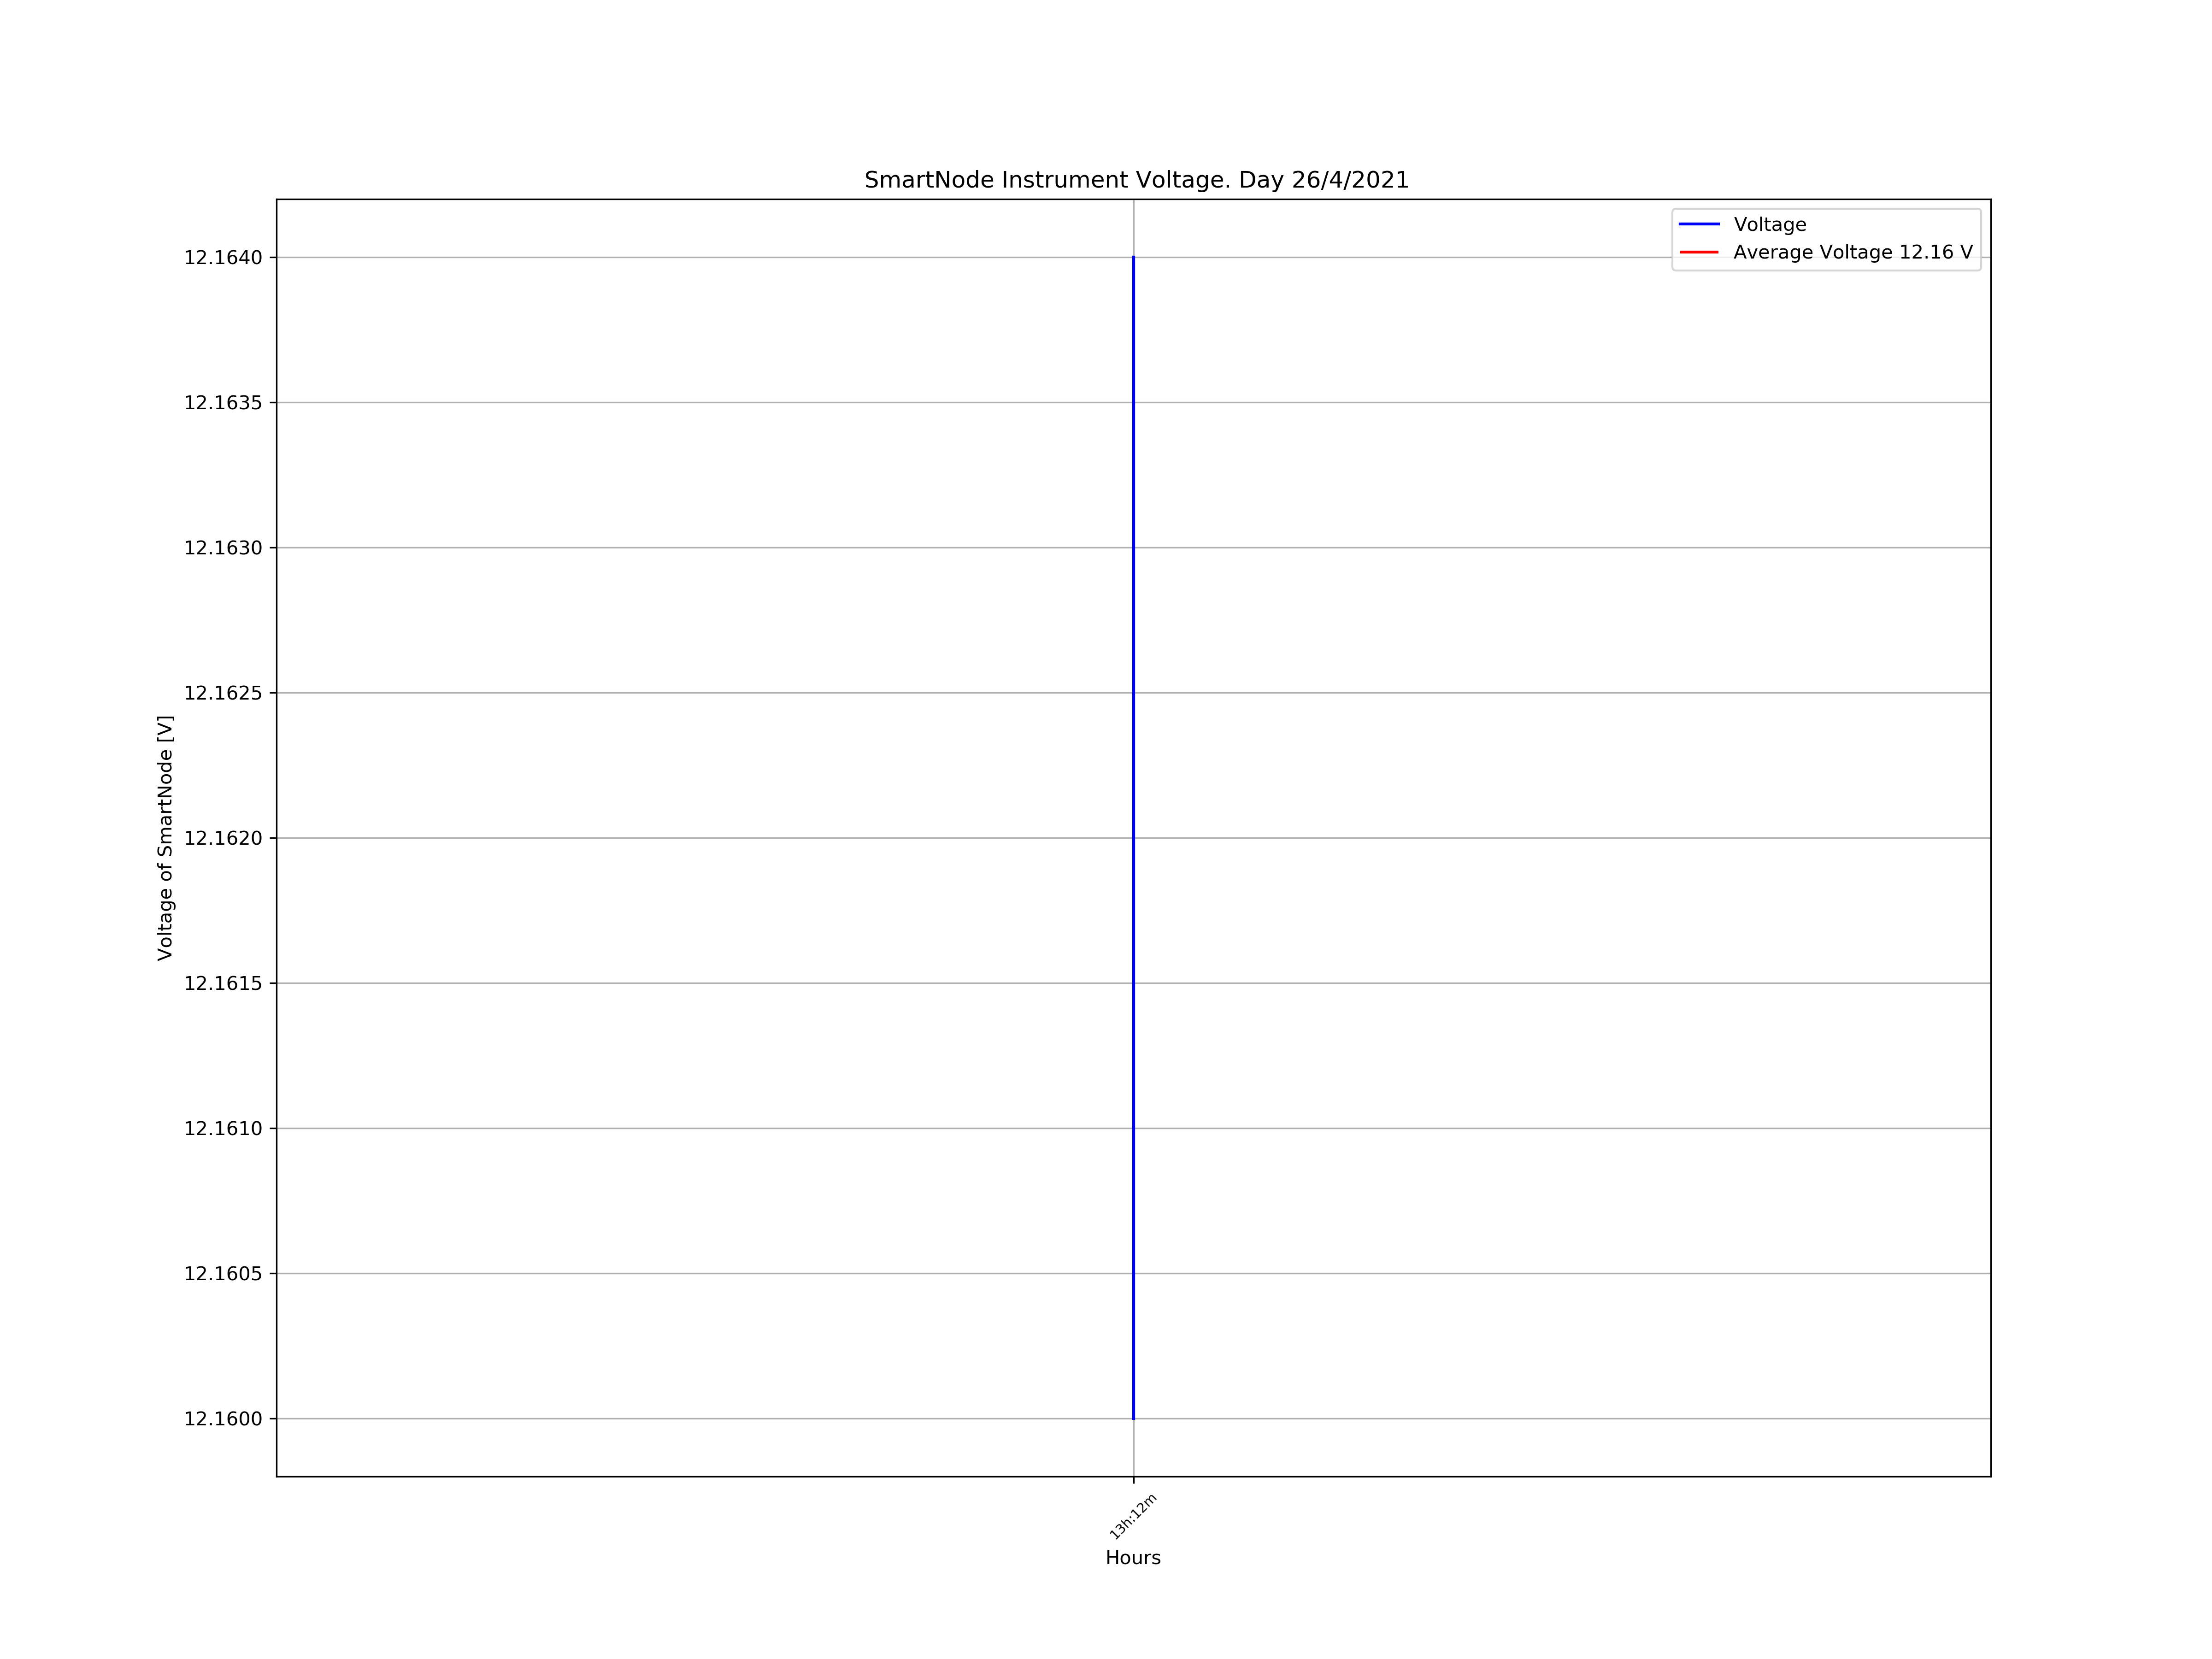 SmartNode Instrument Voltage. Day 26/4/2021
Voltage
Average Voltage 12.16 V
12.1640
12.1635
12.1630
12.1625
12.1620
12.1615
12.1610
12.1605
12.1600
Voltage of SmartNode [V]
13h:12m
Hours